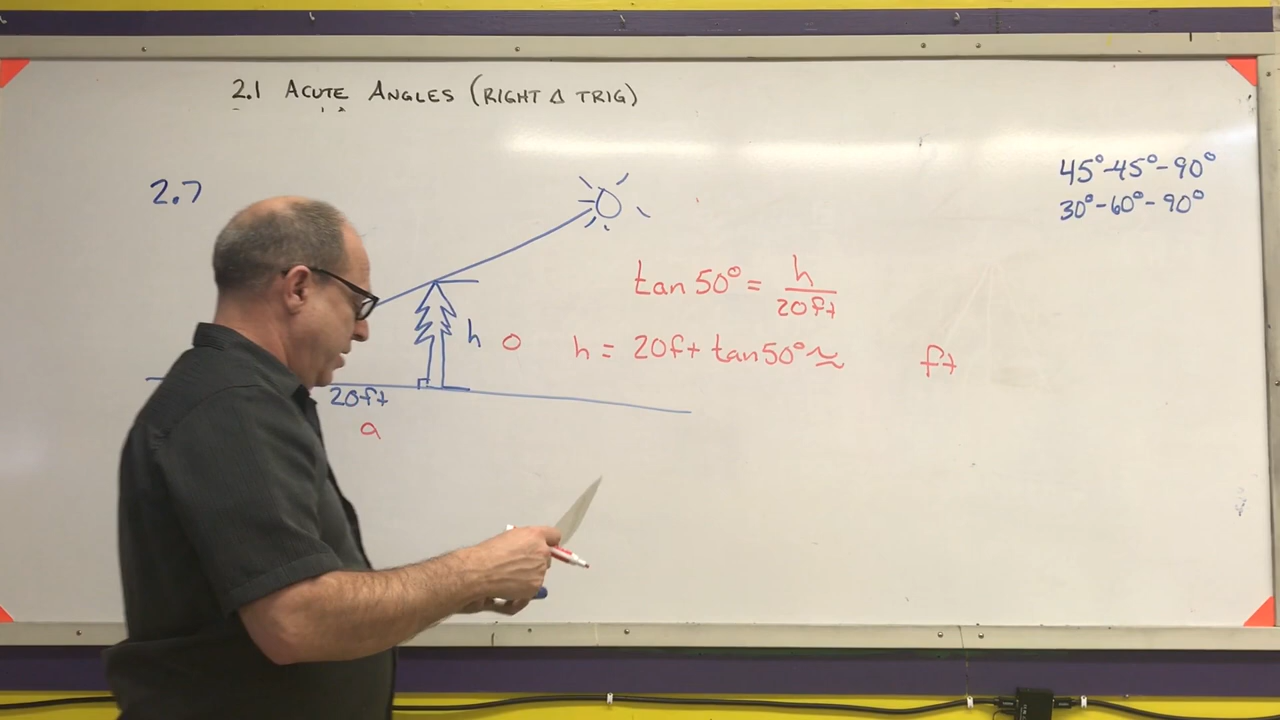 2.1 ACUTE ANGLES (RIGHT Δ TRIG)
45°-45°-90°
30°-60°-90°
2.7
tan 50° = h/20ft
h o
h = 20ft tan 50° ≈ ft
20ft
a